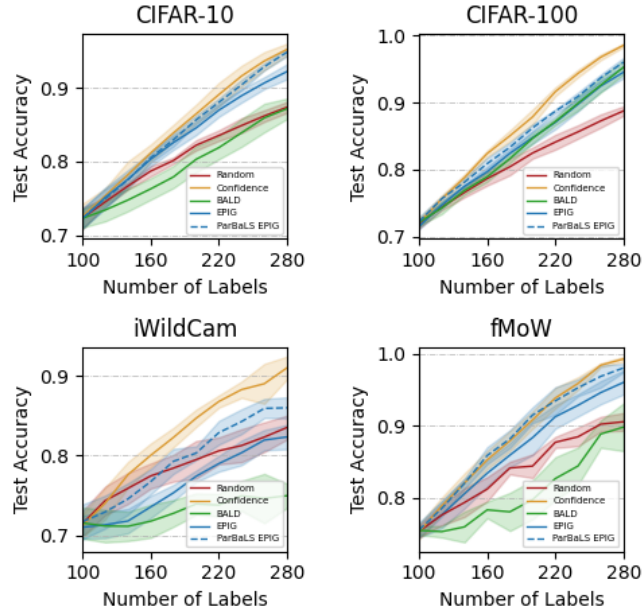 CIFAR-10
Test Accuracy
0.9
0.8
0.7
Random
Confidence
BALD
EPIG
ParBaLS EPIG
100 160 220 280
Number of Labels
CIFAR-100
Test Accuracy
1.0
0.9
0.8
0.7
Random
Confidence
BALD
EPIG
ParBaLS EPIG
100 160 220 280
Number of Labels
iWildCam
Test Accuracy
0.9
0.8
0.7
Random
Confidence
BALD
EPIG
ParBaLS EPIG
100 160 220 280
Number of Labels
fMoW
Test Accuracy
1.0
0.9
0.8
Random
Confidence
BALD
EPIG
ParBaLS EPIG
100 160 220 280
Number of Labels